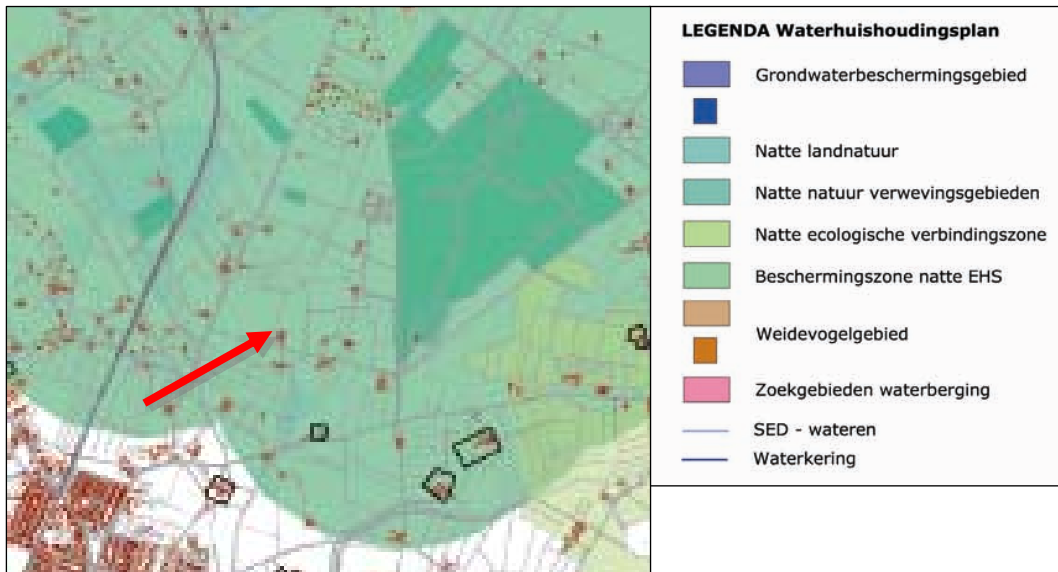 LEGENDA Waterhuishoudingsplan
Grondwaterbeschermingsgebied
Natte landnatuur
Natte natuur verwevingsgebieden
Natte ecologische verbindingszone
Beschermingszone natte EHS
Weidevogelgebied
Zoekgebieden waterberging
SED - wateren
Waterkering